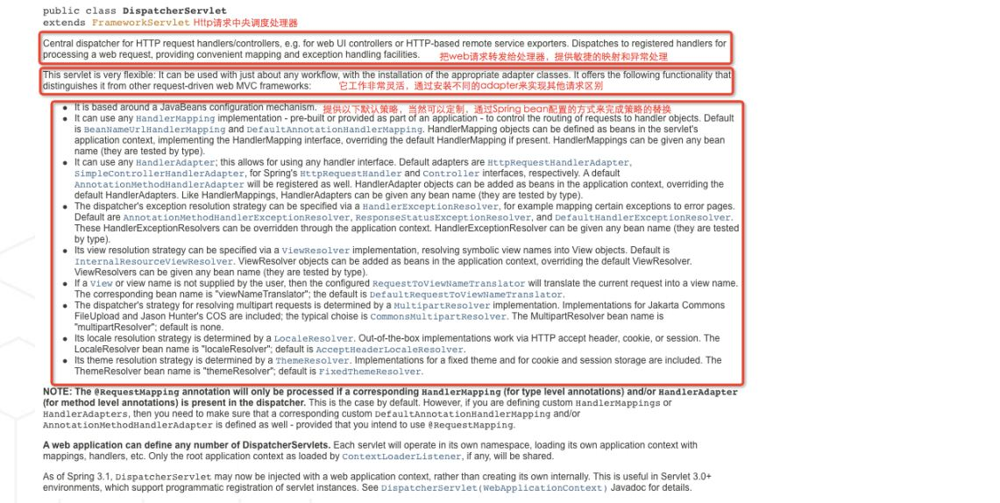 public class DispatcherServlet
extends FrameworkServlet Http请求中央调度处理器
Central dispatcher for HTTP request handlers/controllers, e.g. for web UI controllers or HTTP-based remote service exporters. Dispatches to registered handlers for
processing a web request, providing convenient mapping and exception handling facilities. 把web请求转发给处理器，提供敏捷的映射和异常处理
This servlet is very flexible: It can be used with just about any workflow, with the installation of the appropriate adapter classes. It offers the following functionality that
distinguishes it from other request-driven web MVC frameworks: 它工作非常灵活，通过安装不同的adapter来实现其他请求区别
● It is based around a JavaBeans configuration mechanism. 提供以下默认策略，当然可以定制，通过Spring bean配置的方式来完成策略的替换
● It can use any HandlerMapping implementation - pre-built or provided as part of an application - to control the routing of requests to handler objects. Default
is BeanNameUrlHandlerMapping and DefaultAnnotationHandlerMapping. HandlerMapping objects can be defined as beans in the servlet's
application context, implementing the HandlerMapping interface, overriding the default HandlerMapping if present. HandlerMappings can be given any bean
name (they are tested by type).
● It can use any HandlerAdapter; this allows for using any handler interface. Default adapters are HttpRequestHandlerAdapter,
SimpleControllerHandlerAdapter, for Spring's HttpRequestHandler and Controller interfaces, respectively. A default
AnnotationMethodHandlerAdapter will be registered as well. HandlerAdapter objects can be added as beans in the application context, overriding the
default HandlerAdapters. Like HandlerMappings, HandlerAdapters can be given any bean name (they are tested by type).
● The dispatcher's exception resolution strategy can be specified via a HandlerExceptionResolver, for example mapping certain exceptions to error pages.
Default are AnnotationMethodHandlerExceptionResolver, ResponseStatusExceptionResolver, and DefaultHandlerExceptionResolver.
These HandlerExceptionResolvers can be overridden through the application context. HandlerExceptionResolver can be given any bean name (they are tested
by type).
● Its view resolution strategy can be specified via a ViewResolver implementation, resolving symbolic view names into View objects. Default is
InternalResourceViewResolver. ViewResolver objects can be added as beans in the application context, overriding the default ViewResolver.
ViewResolvers can be given any bean name (they are tested by type).
● If a View or view name is not supplied by the user, then the configured RequestToViewNameTranslator will translate the current request into a view name.
The corresponding bean name is "viewNameTranslator"; the default is DefaultRequestToViewNameTranslator.
● The dispatcher's strategy for resolving multipart requests is determined by a MultipartResolver implementation. Implementations for Jakarta Commons
FileUpload and Jason Hunter's COS are included; the typical choise is CommonsMultipartResolver. The MultipartResolver bean name is
"multipartResolver"; default is none.
● Its locale resolution strategy is determined by a LocaleResolver. Out-of-the-box implementations work via HTTP accept header, cookie, or session. The
LocaleResolver bean name is "localeResolver"; default is AcceptHeaderLocaleResolver.
● Its theme resolution strategy is determined by a ThemeResolver. Implementations for a fixed theme and for cookie and session storage are included. The
ThemeResolver bean name is "themeResolver"; default is FixedThemeResolver.
NOTE: The @RequestMapping annotation will only be processed if a corresponding HandlerMapping (for type level annotations) and/or HandlerAdapter
(for method level annotations) is present in the dispatcher. This is the case by default. However, if you are defining custom HandlerMappings or
HandlerAdapters, then you need to make sure that a corresponding custom DefaultAnnotationHandlerMapping and/or
AnnotationMethodHandlerAdapter is defined as well - provided that you intend to use @RequestMapping.
A web application can define any number of DispatcherServlets. Each servlet will operate in its own namespace, loading its own application context with
mappings, handlers, etc. Only the root application context as loaded by ContextLoaderListener, if any, will be shared.
As of Spring 3.1, DispatcherServlet may now be injected with a web application context, rather than creating its own internally. This is useful in Servlet 3.0+
environments, which support programmatic registration of servlet instances. See DispatcherServlet(WebApplicationContext) Javadoc for details.